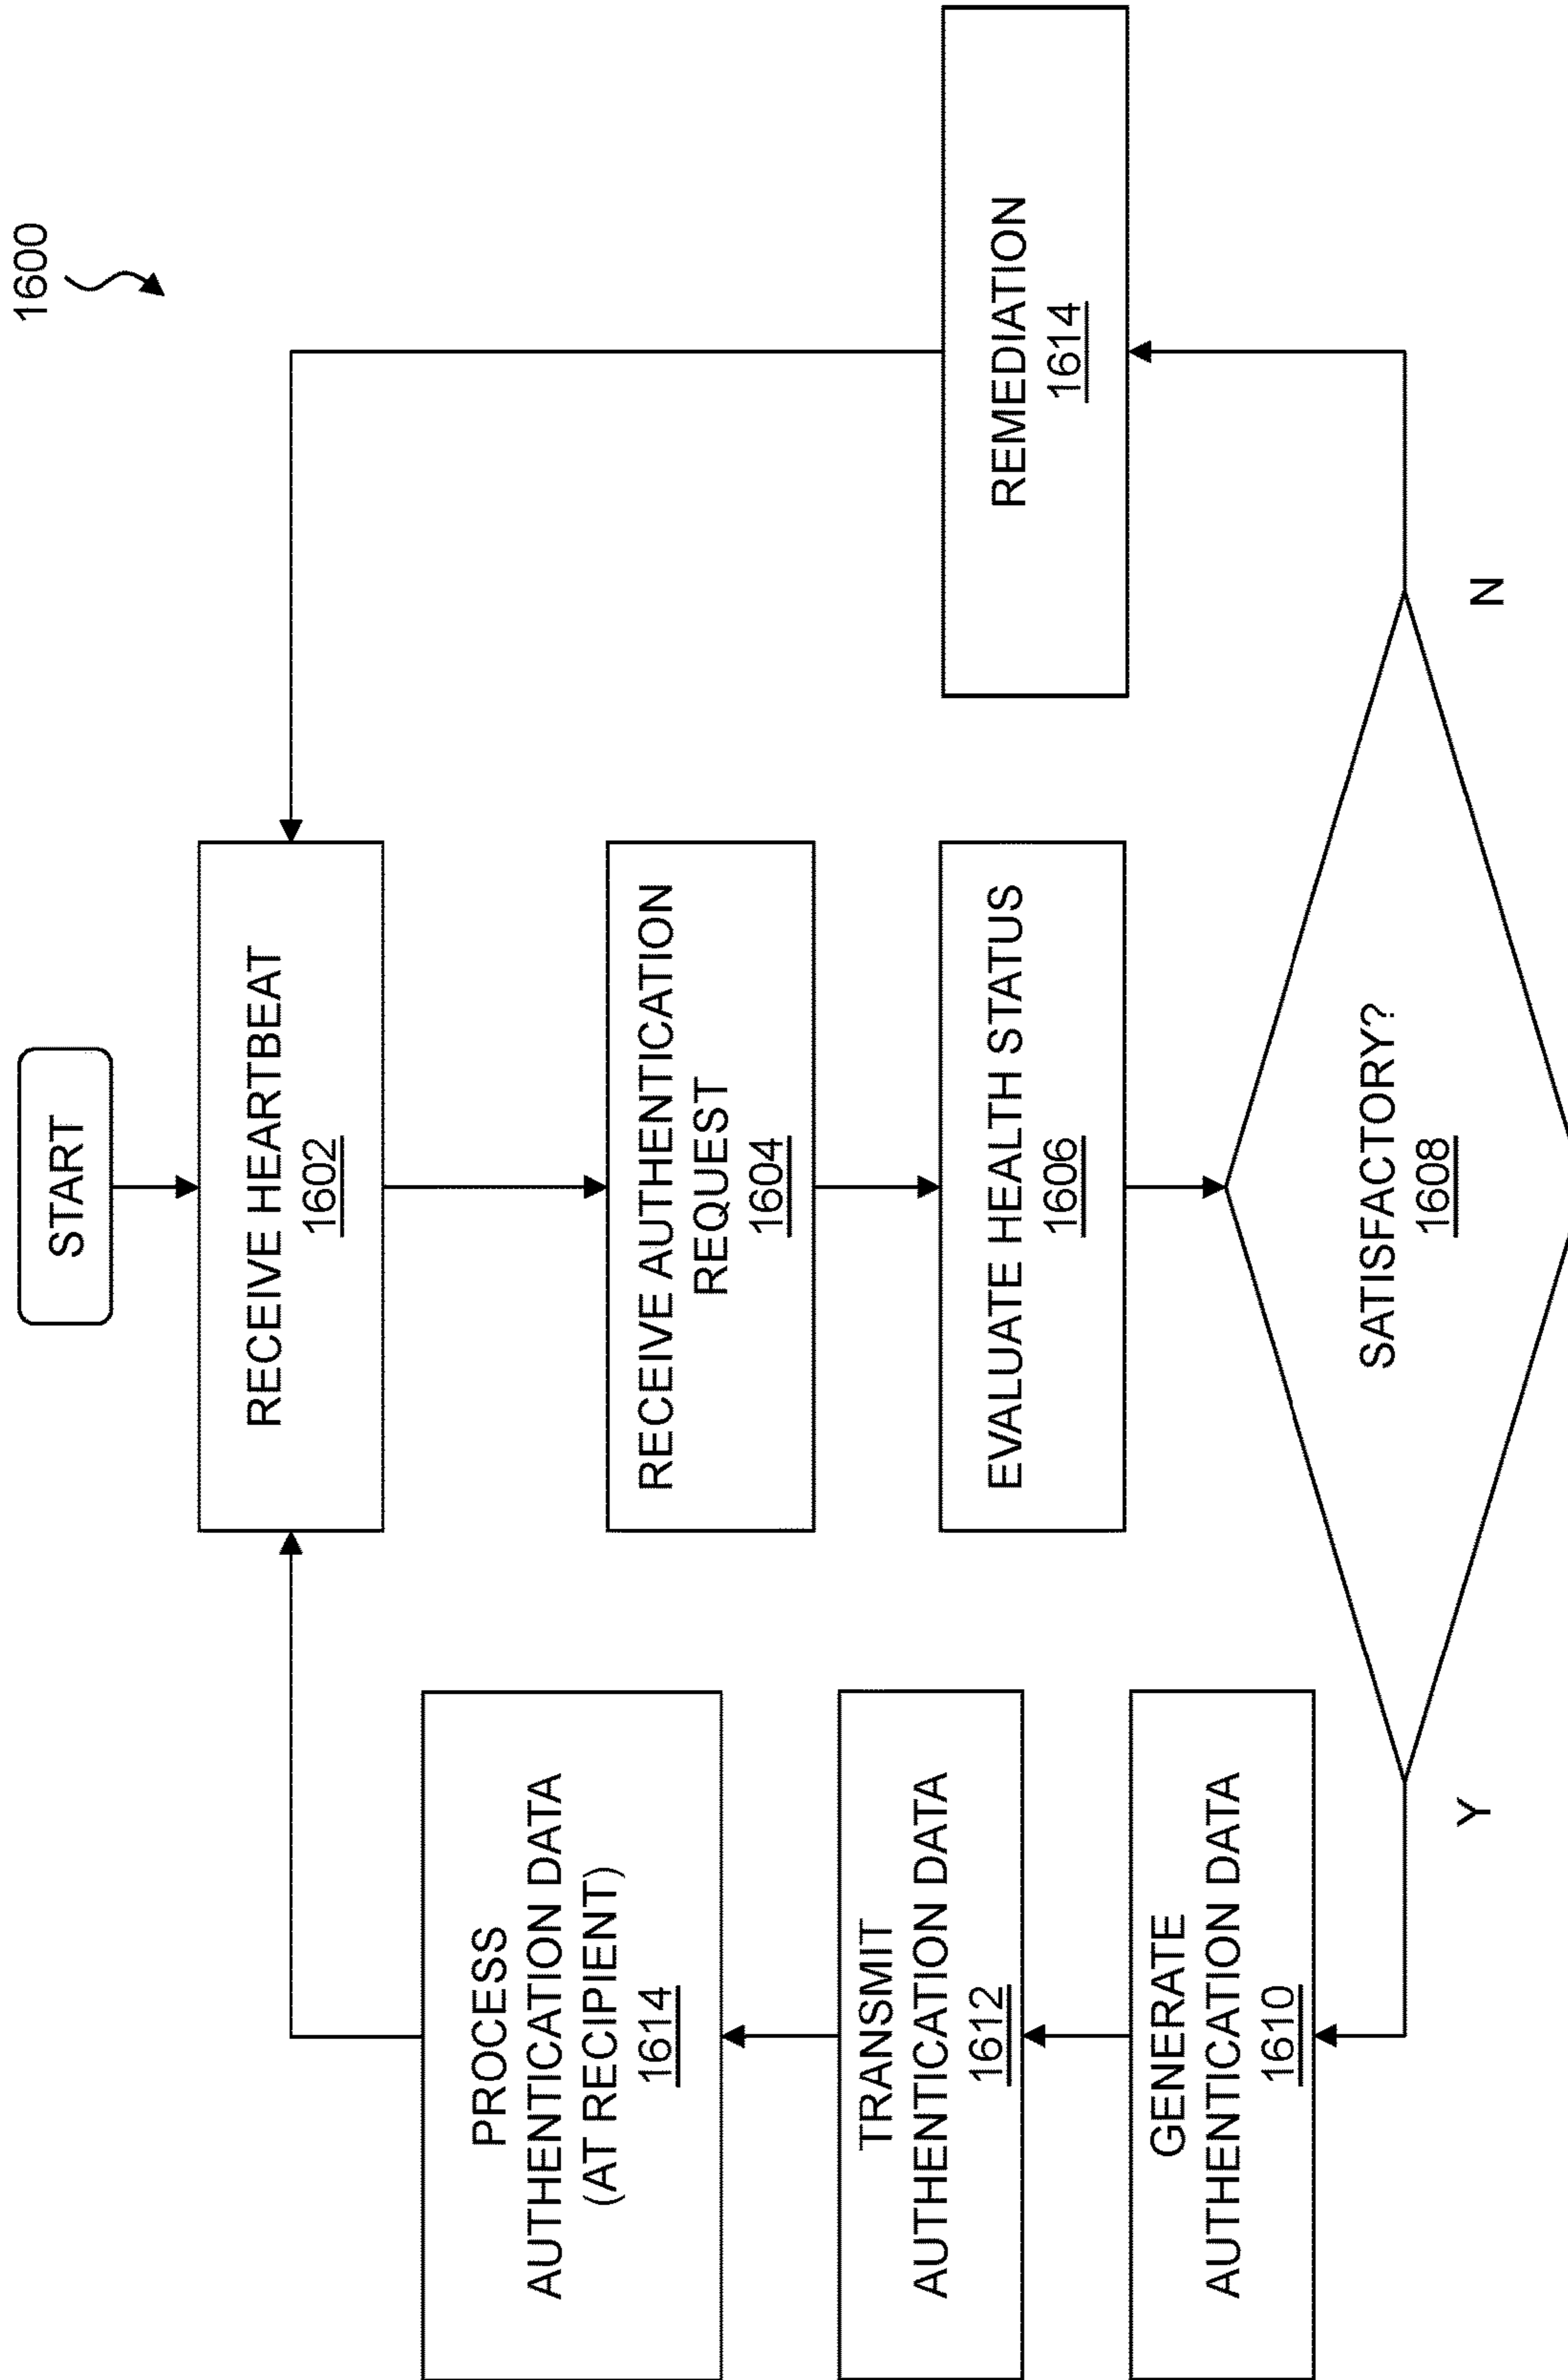 1600
START
RECEIVE HEARTBEAT
1602
RECEIVE AUTHENTICATION
REQUEST
1604
EVALUATE HEALTH STATUS
1606
SATISFACTORY?
1608
Y
N
GENERATE
AUTHENTICATION DATA
1610
TRANSMIT
AUTHENTICATION DATA
1612
PROCESS
AUTHENTICATION DATA
(AT RECIPIENT)
1614
REMEDIATION
1614